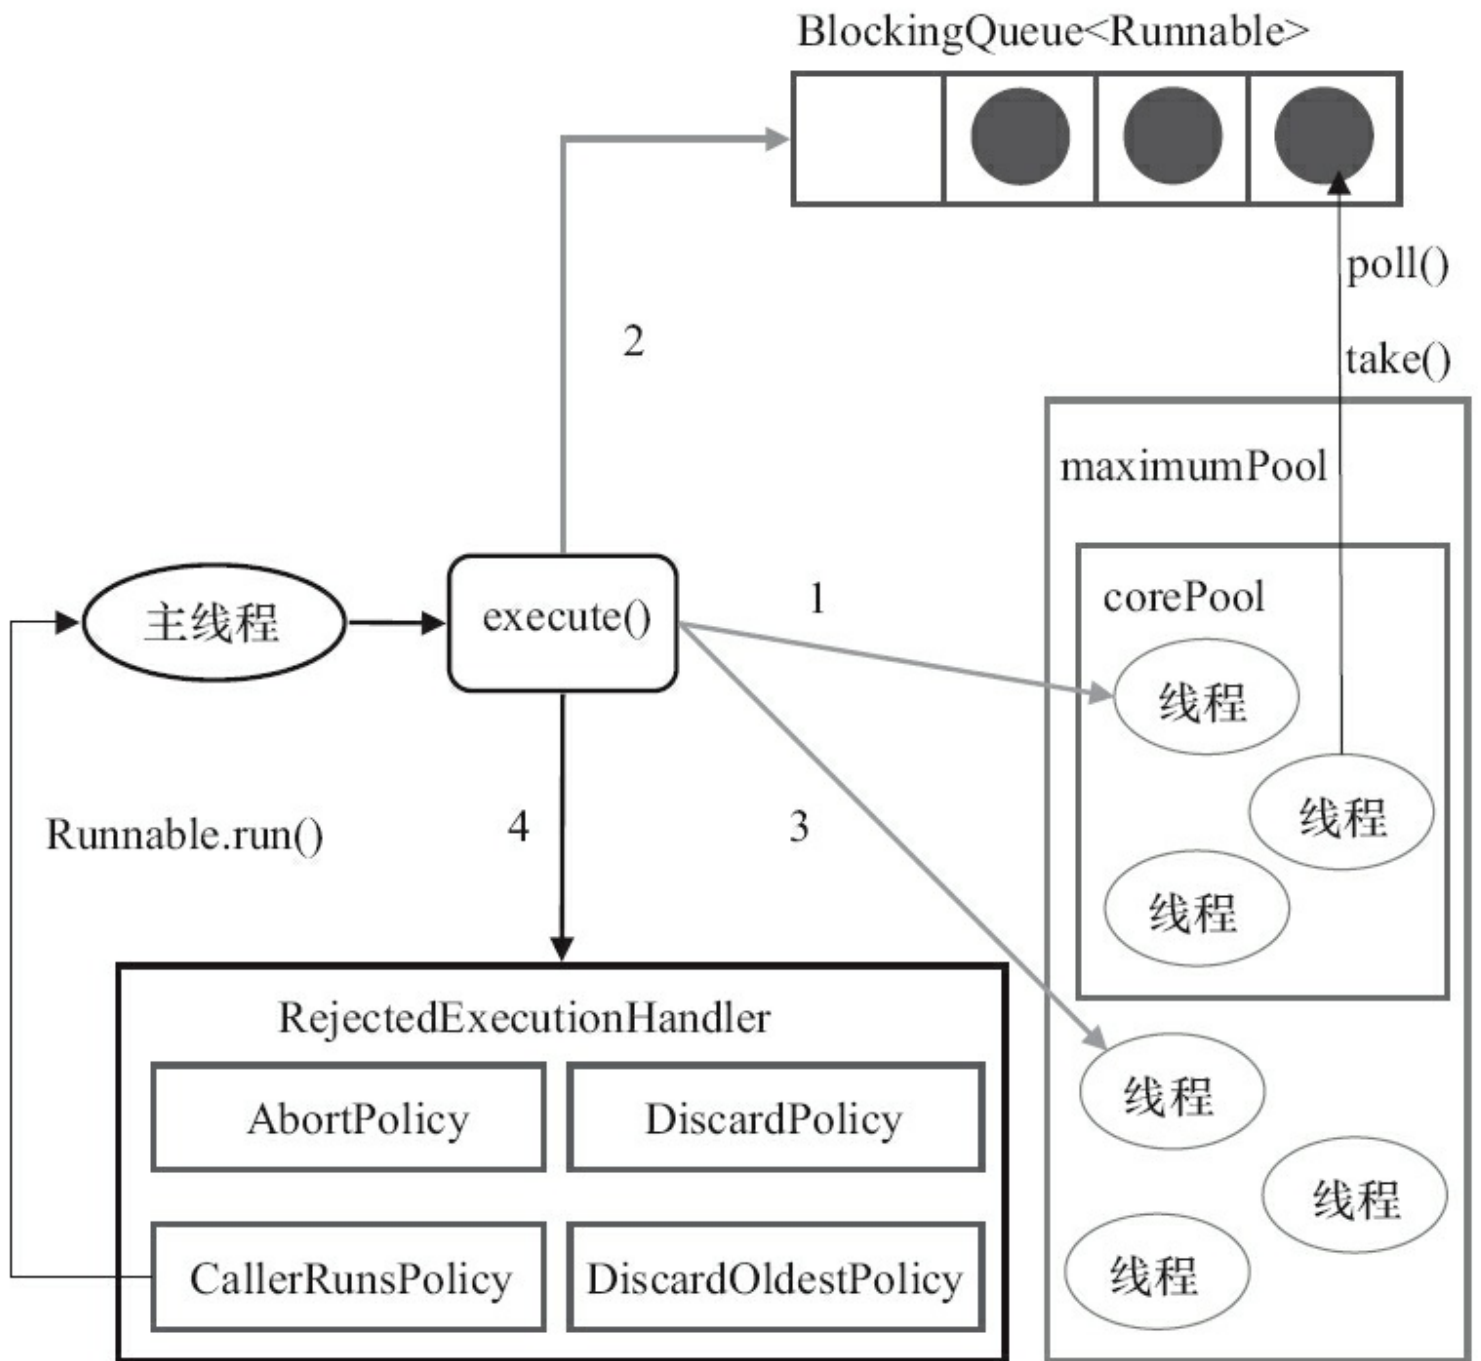 BlockingQueue<Runnable>
poll()
2
take()
maximumPool
corePool
1
主线程
execute()
线程
线程
Runnable.run()
4
3
线程
RejectedExecutionHandler
线程
AbortPolicy
DiscardPolicy
线程
CallerRunsPolicy
DiscardOldestPolicy
线程